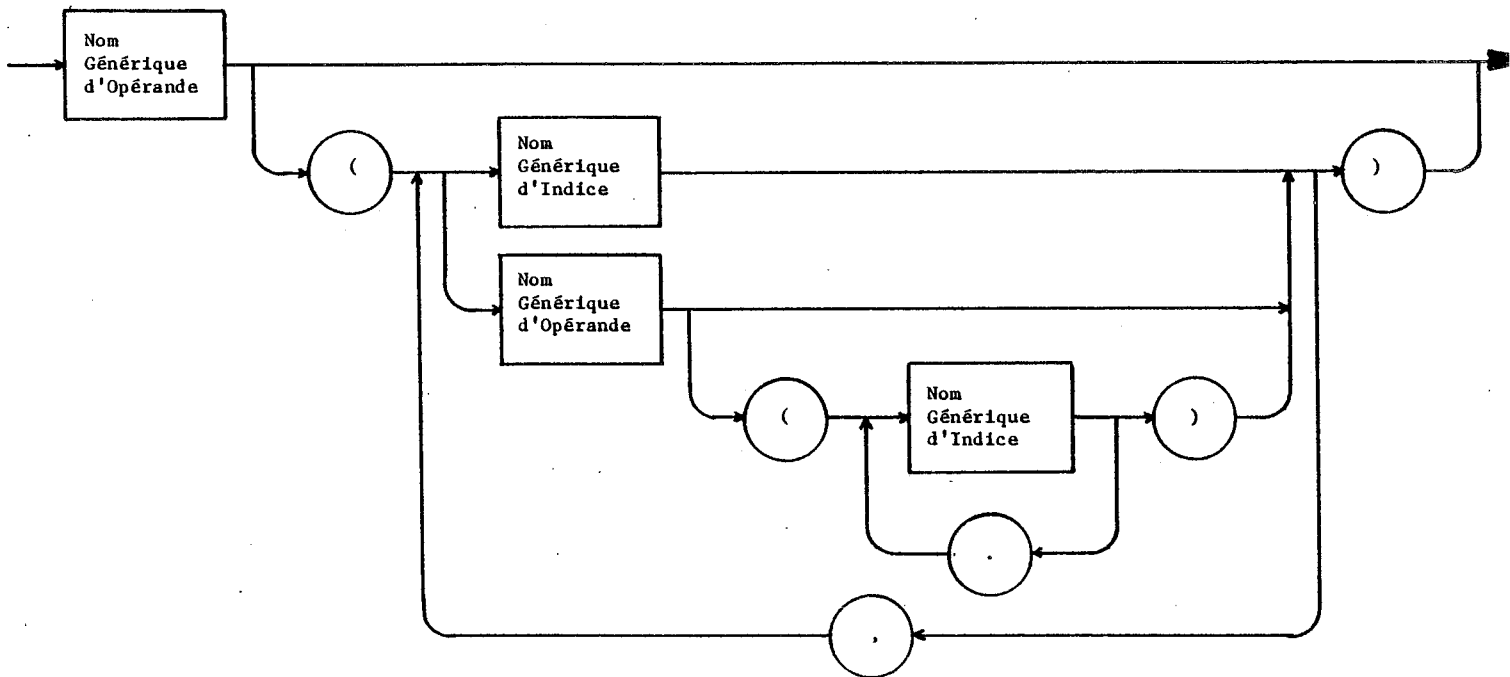 Nom
Générique
d'Opérande
(
Nom
Générique
d'Indice
)
Nom
Générique
d'Opérande
(
Nom
Générique
d'Indice
)
.
,